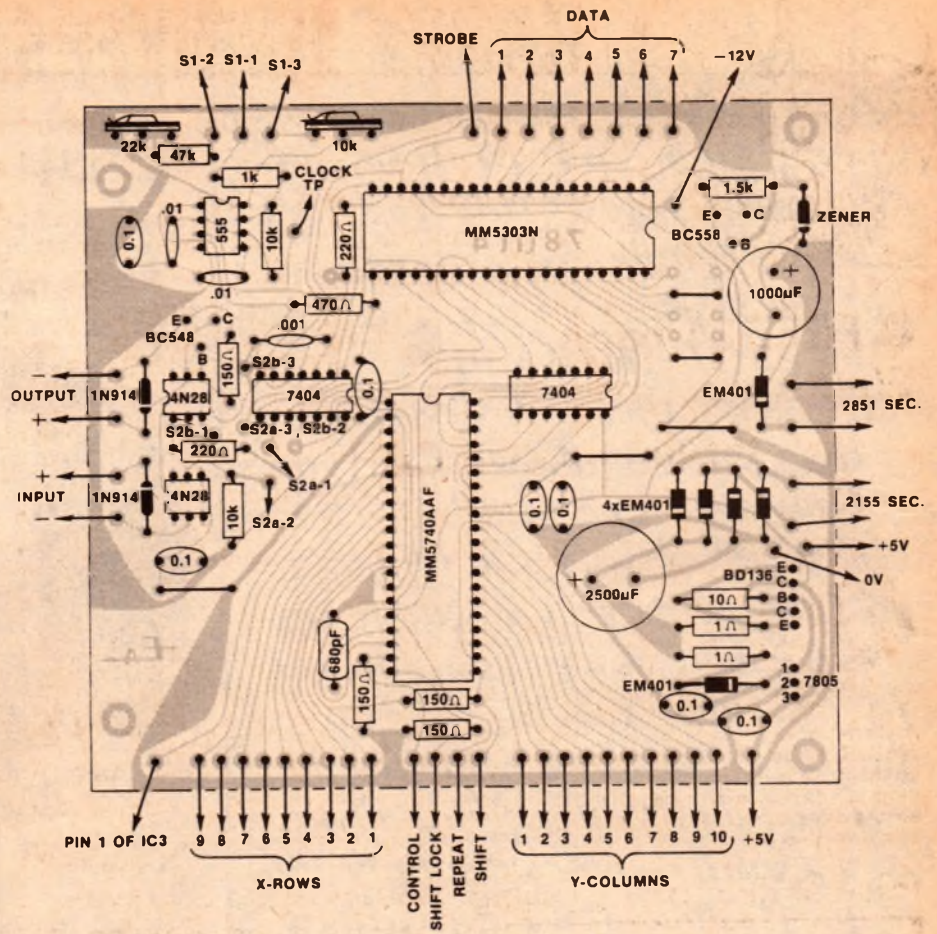 DATA
STROBE
1 2 3 4 5 6 7
S1-2 S1-1 S1-3
−12V
22k
10k
47k
1k
CLOCK
TP
1.5k
.01
0.1
555
10k
220Ω
MM5303N
E C
BC558
B
ZENER
.01
470Ω
+
1000µF
E C
BC548
B
.001
150Ω
S2b-3
−
OUTPUT
+
1N914
4N28
7404
0.1
7404
EM401
2851 SEC.
S2b-1
S2a-3, S2b-2
220Ω
S2a-1
+
INPUT
−
1N914
4N28
10k
S2a-2
0.1
MM5740AAF
0.1 0.1
4xEM401
2155 SEC.
+5V
0V
+
2500µF
BD136
E
C
B
C
E
10Ω
1Ω
1Ω
680pF
150Ω
150Ω
150Ω
EM401
1
2
3
7805
0.1
0.1
PIN 1 OF IC3
9 8 7 6 5 4 3 2 1
X-ROWS
CONTROL
SHIFT LOCK
REPEAT
SHIFT
1 2 3 4 5 6 7 8 9 10
Y-COLUMNS
+5V